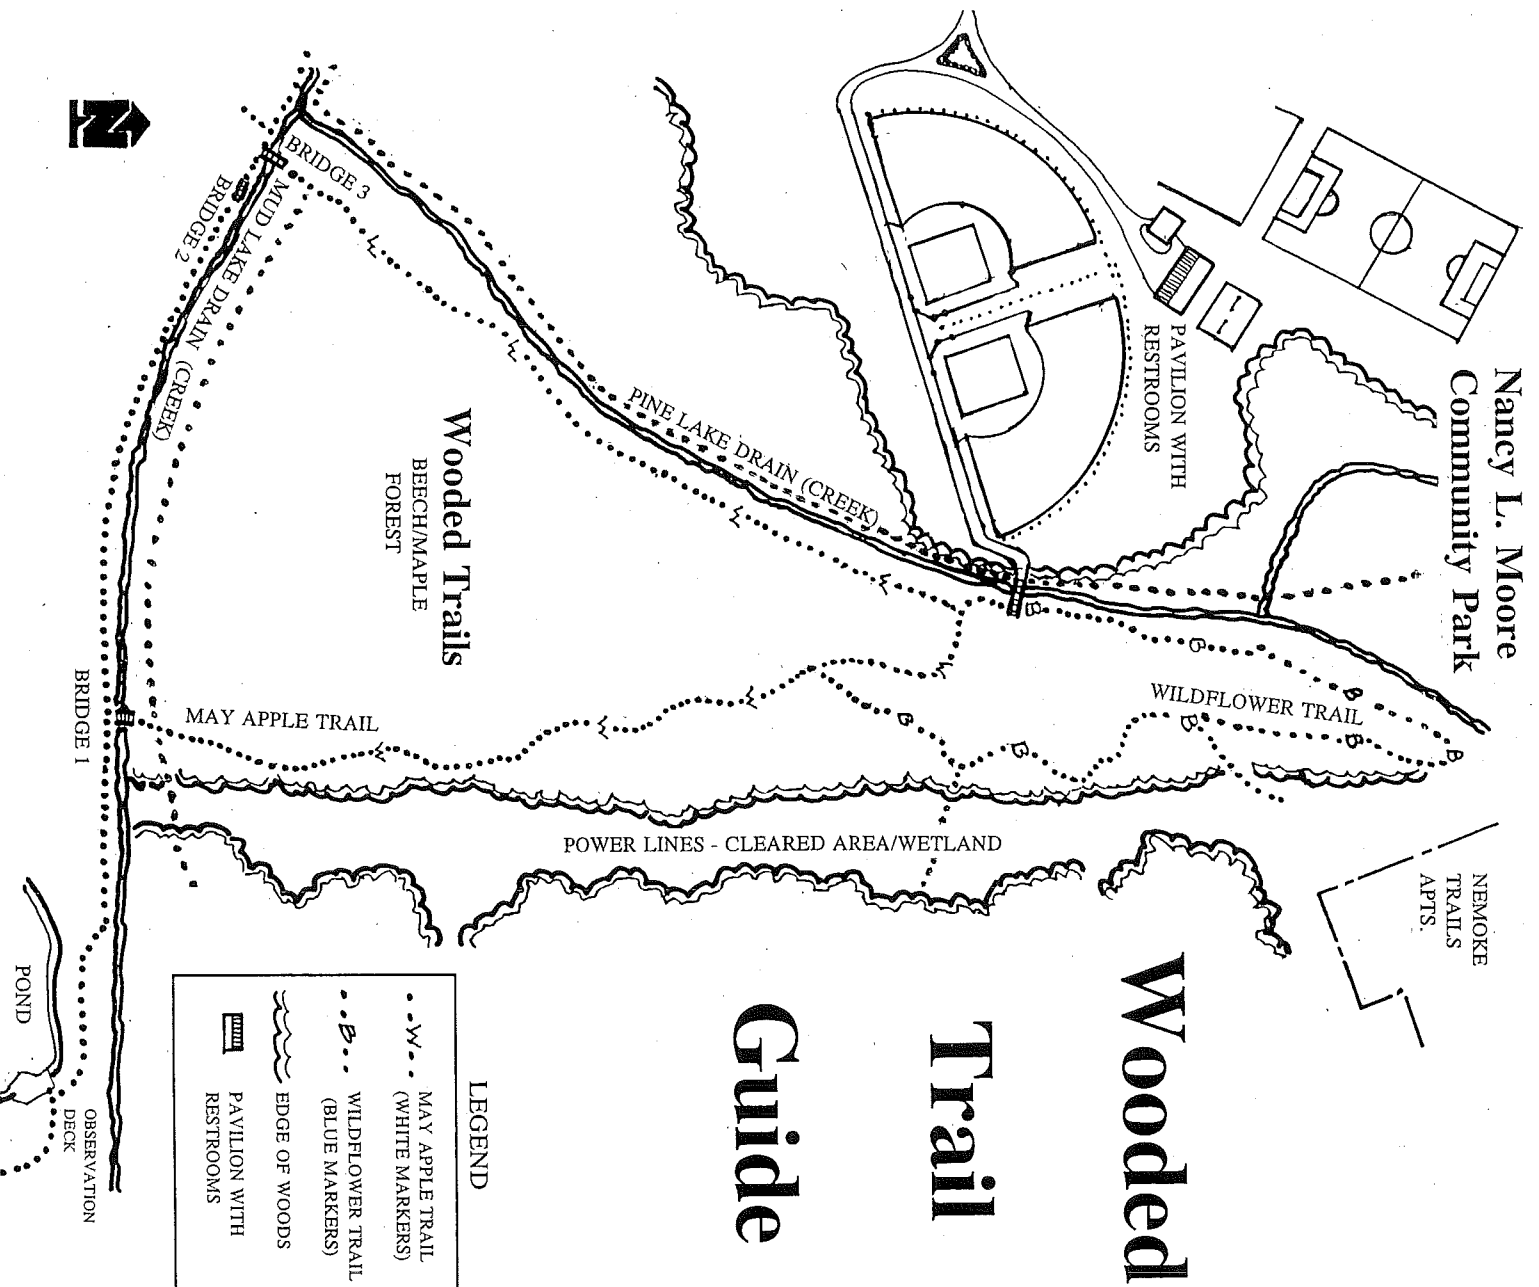 Nancy L. Moore
Community Park
Wooded
Trail
Guide
NEMOKE
TRAILS
APTS.
PAVILION WITH
RESTROOMS
WILDFLOWER TRAIL
B
B
B
B
B
B
B
B
PINE LAKE DRAIN (CREEK)
POWER LINES - CLEARED AREA/WETLAND
Wooded Trails
BEECH/MAPLE
FOREST
W
W
W
W
W
W
W
W
MAY APPLE TRAIL
BRIDGE 3
MUD LAKE DRAIN (CREEK)
BRIDGE 2
BRIDGE 1
N
POND
OBSERVATION
DECK
LEGEND
W MAY APPLE TRAIL
(WHITE MARKERS)
B WILDFLOWER TRAIL
(BLUE MARKERS)
EDGE OF WOODS
PAVILION WITH
RESTROOMS